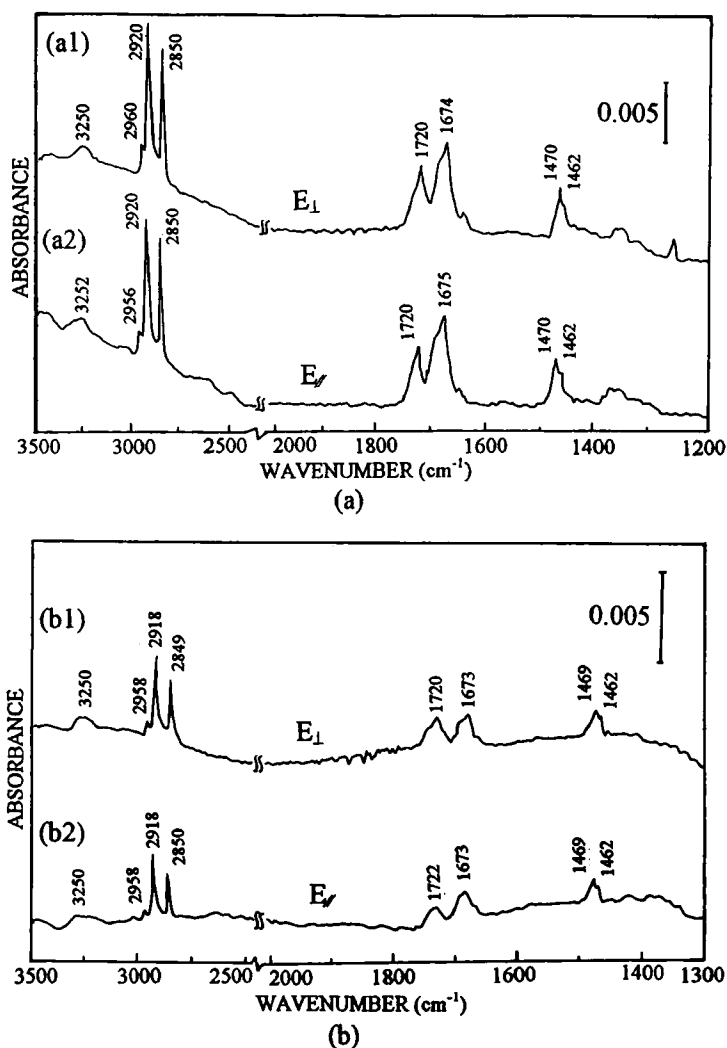 (a1)
2920
2850
2960
3250
0.005
1720
1674
1470
1462
E⊥
(a2)
2920
2850
2956
3252
1720
1675
1470
1462
E∥
ABSORBANCE
3500 3000 2500 2000 1800 1600 1400 1200
WAVENUMBER (cm⁻¹)
(a)
(b1)
2918
2849
2958
3250
0.005
1720
1673
1469
1462
E⊥
(b2)
2918
2850
2958
3250
1722
1673
1469
1462
E∥
ABSORBANCE
3500 3000 2500 2000 1800 1600 1400 1300
WAVENUMBER (cm⁻¹)
(b)